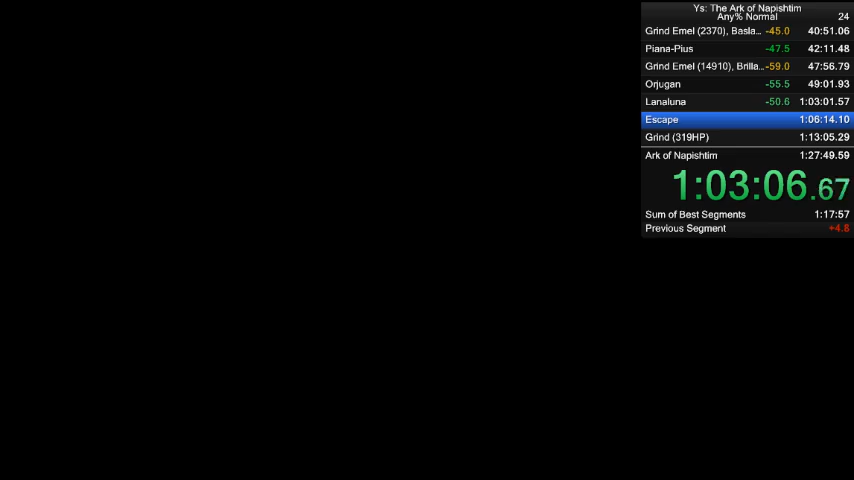 Ys: The Ark of Napishtim
Any% Normal 24
Grind Emel (2370), Basla... -45.0 40:51.06
Piana-Pius -47.5 42:11.48
Grind Emel (14910), Brilla... -59.0 47:56.79
Orjugan -55.5 49:01.93
Lanaluna -50.6 1:03:01.57
Escape 1:06:14.10
Grind (319HP) 1:13:05.29
Ark of Napishtim 1:27:49.59
1:03:06.67
Sum of Best Segments 1:17:57
Previous Segment +4.8